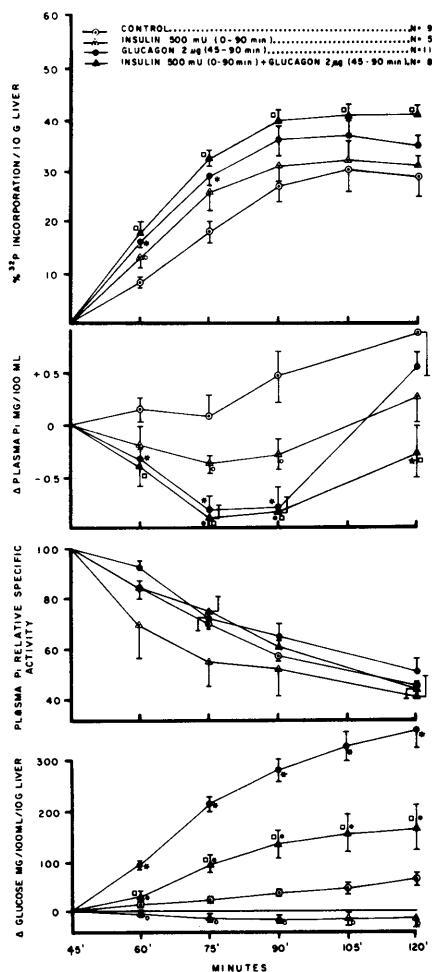 CONTROL N= 9
INSULIN 500 mU (0-90 min) N= 5
GLUCAGON 2 µg (45-90 min) N=11
INSULIN 500 mU (0-90 min) + GLUCAGON 2 µg (45-90 min) N= 8
% 32P INCORPORATION/10 G LIVER
50
40
30
20
10
Δ PLASMA Pi MG/100 ML
+ 0.5
0
- 0.5
PLASMA Pi RELATIVE SPECIFIC
ACTIVITY
100
80
60
40
Δ GLUCOSE MG/100ML/10G LIVER
300
200
100
0
45' 60' 75' 90' 105' 120'
MINUTES